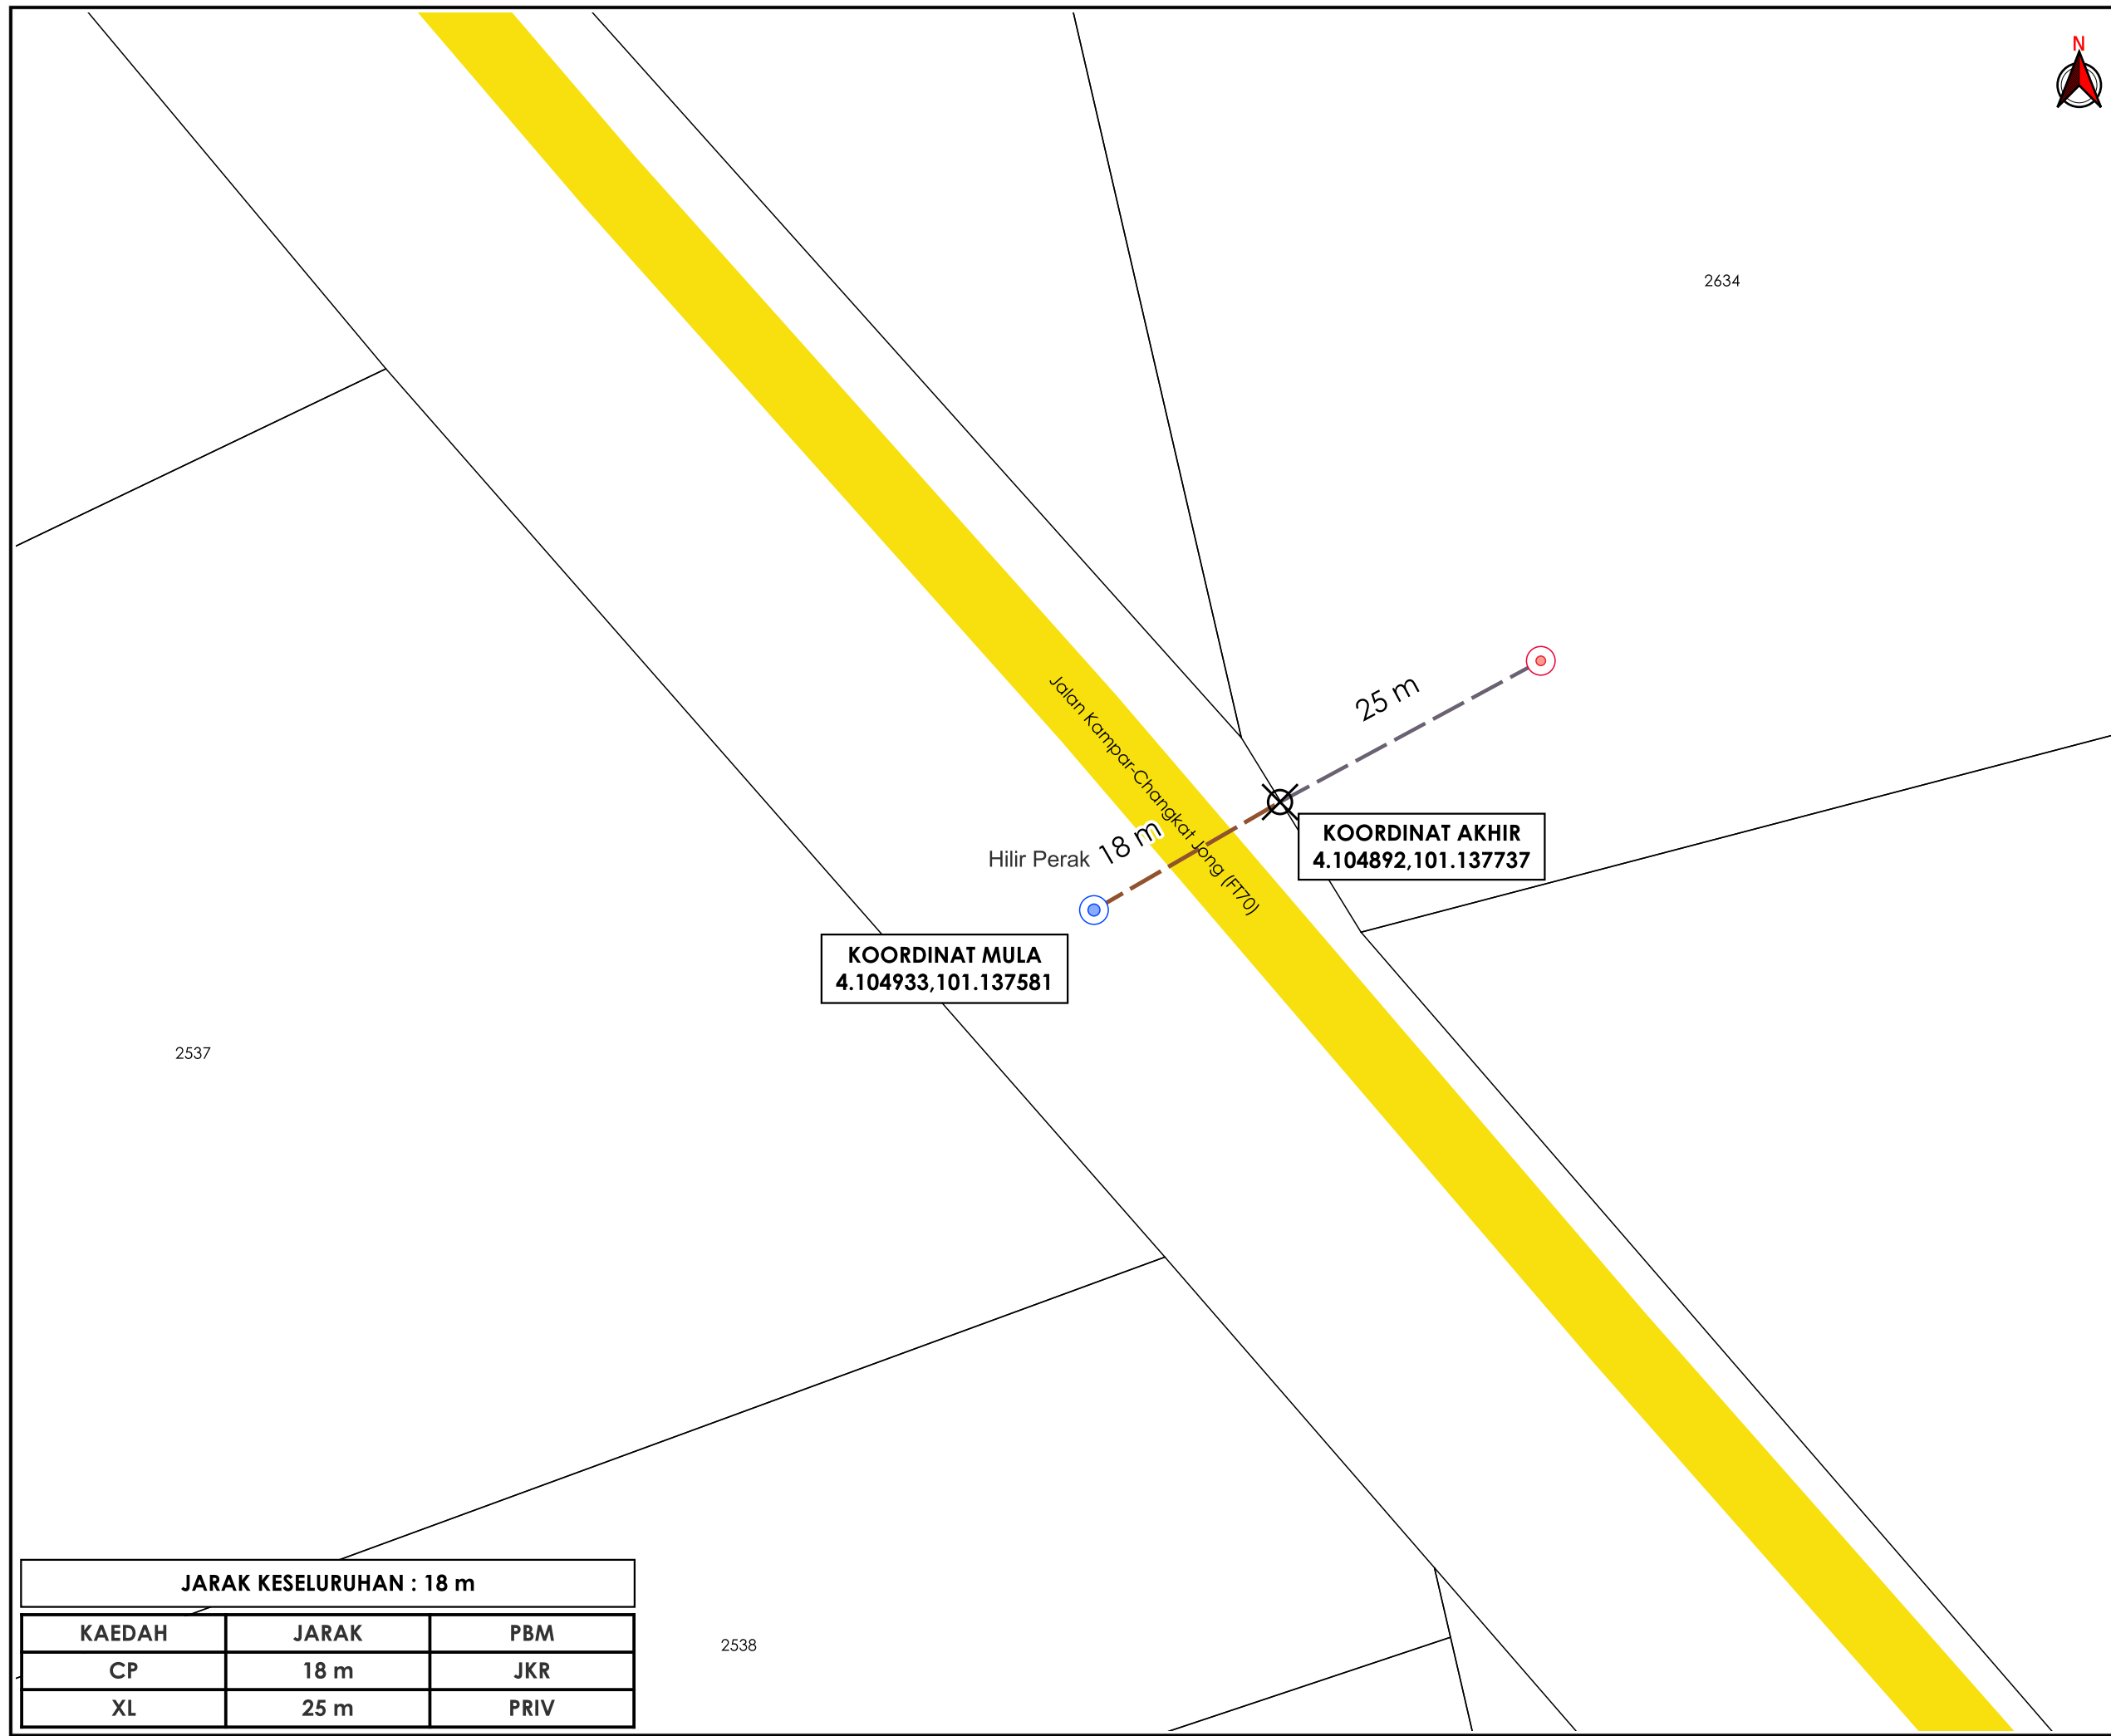 N
2634
25 m
Jalan Kampar-Changkat Jong (FT70)
KOORDINAT AKHIR
4.104892,101.137737
Hilir Perak
18 m
KOORDINAT MULA
4.104933,101.137581
2537
JARAK KESELURUHAN : 18 m
KAEDAH JARAK PBM
CP 18 m JKR
XL 25 m PRIV
2538